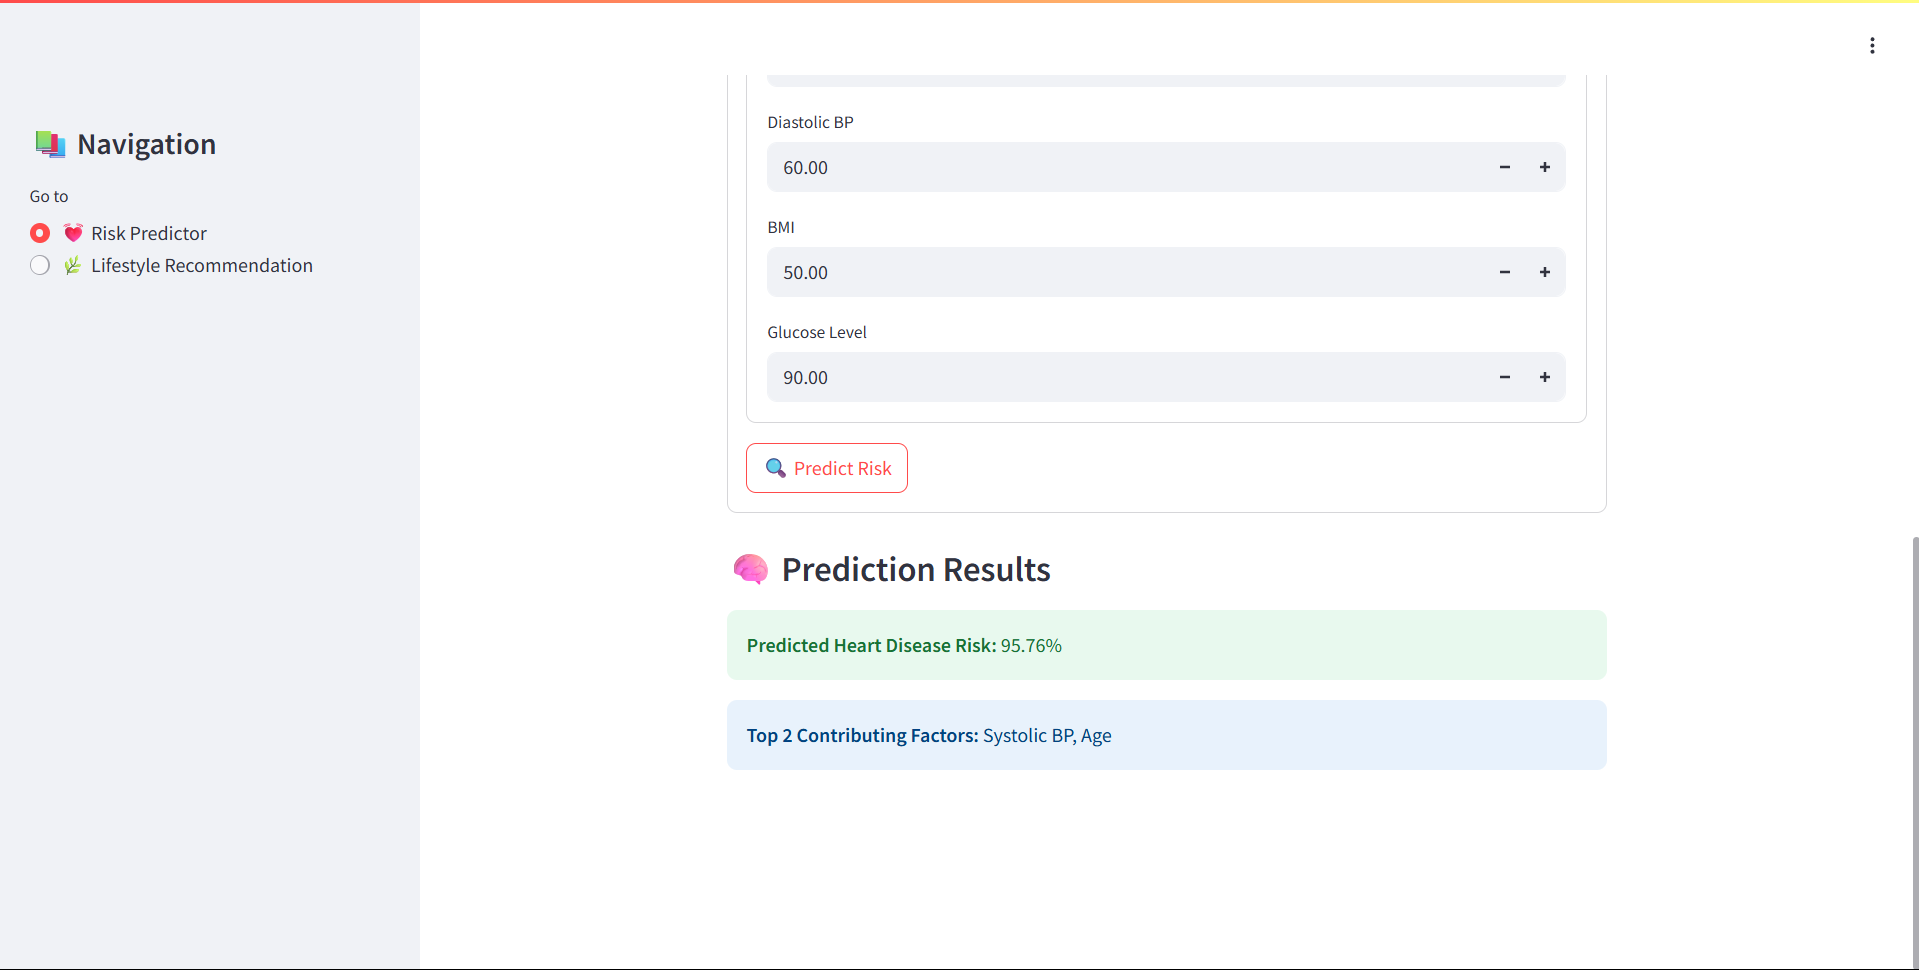 Navigation
Go to
Risk Predictor
Lifestyle Recommendation
Diastolic BP
60.00
BMI
50.00
Glucose Level
90.00
Predict Risk
Prediction Results
Predicted Heart Disease Risk: 95.76%
Top 2 Contributing Factors: Systolic BP, Age